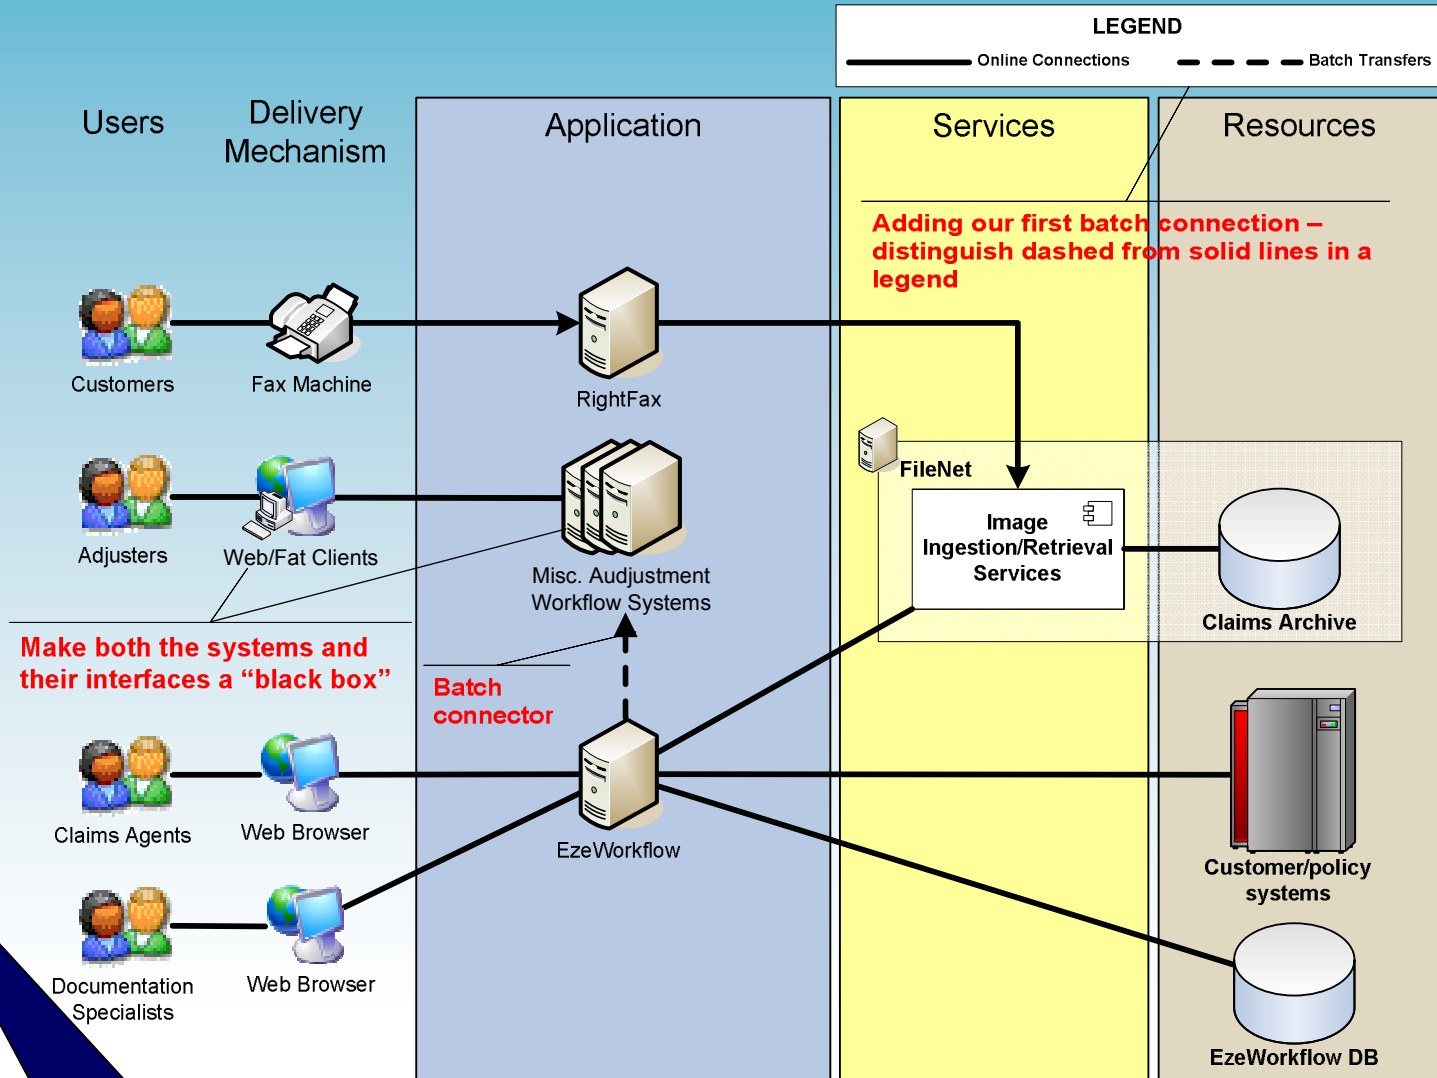 LEGEND
Online Connections
Batch Transfers
Users
Delivery
Mechanism
Application
Services
Resources
Adding our first batch connection –
distinguish dashed from solid lines in a
legend
Customers
Fax Machine
RightFax
FileNet
Image
Ingestion/Retrieval
Services
Claims Archive
Adjusters
Web/Fat Clients
Misc. Audjustment
Workflow Systems
Make both the systems and
their interfaces a “black box”
Batch
connector
Claims Agents
Web Browser
EzeWorkflow
Customer/policy
systems
Documentation
Specialists
Web Browser
EzeWorkflow DB